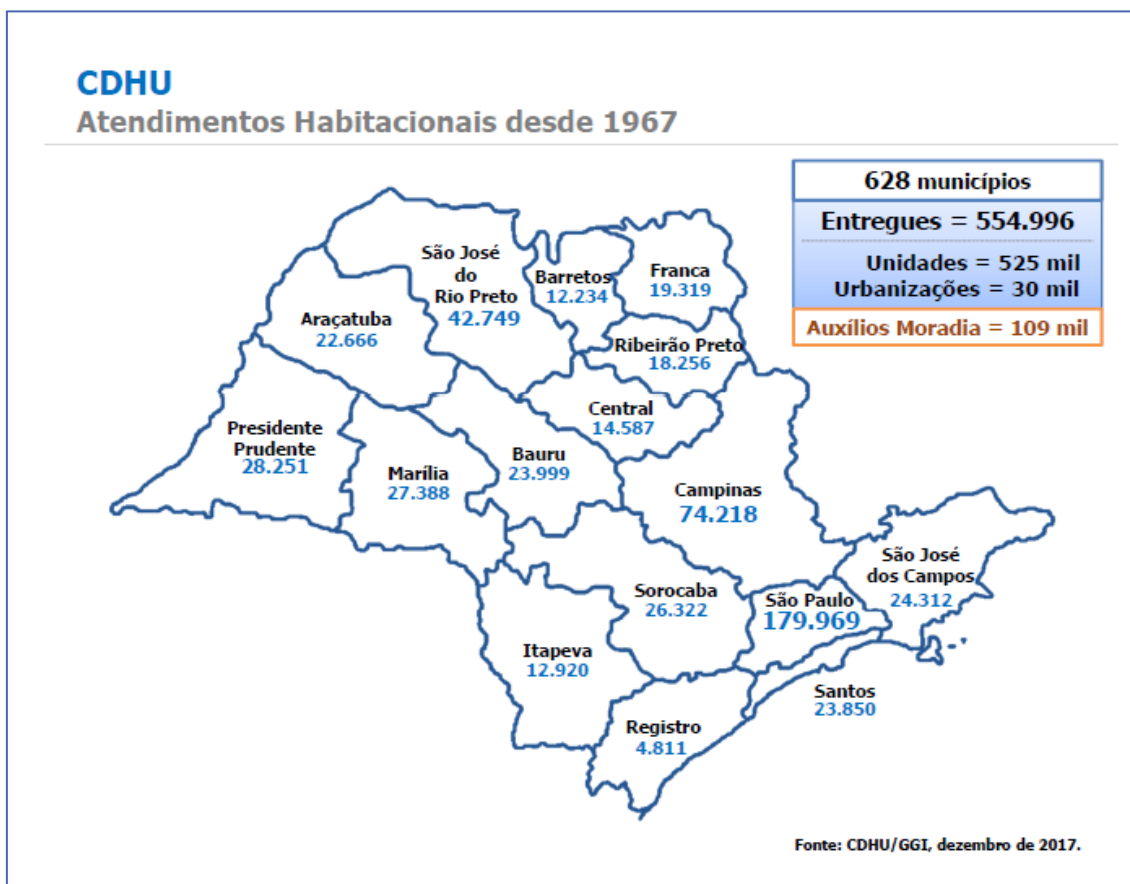 CDHU
Atendimentos Habitacionais desde 1967
628 municípios
Entregues = 554.996
Unidades = 525 mil
Urbanizações = 30 mil
Auxílios Moradia = 109 mil
São José
do
Rio Preto
42.749
Barretos
12.234
Franca
19.319
Araçatuba
22.666
Ribeirão Preto
18.256
Central
14.587
Presidente
Prudente
28.251
Marília
27.388
Bauru
23.999
Campinas
74.218
São José
dos Campos
24.312
Sorocaba
26.322
São Paulo
179.969
Itapeva
12.920
Santos
23.850
Registro
4.811
Fonte: CDHU/GGI, dezembro de 2017.